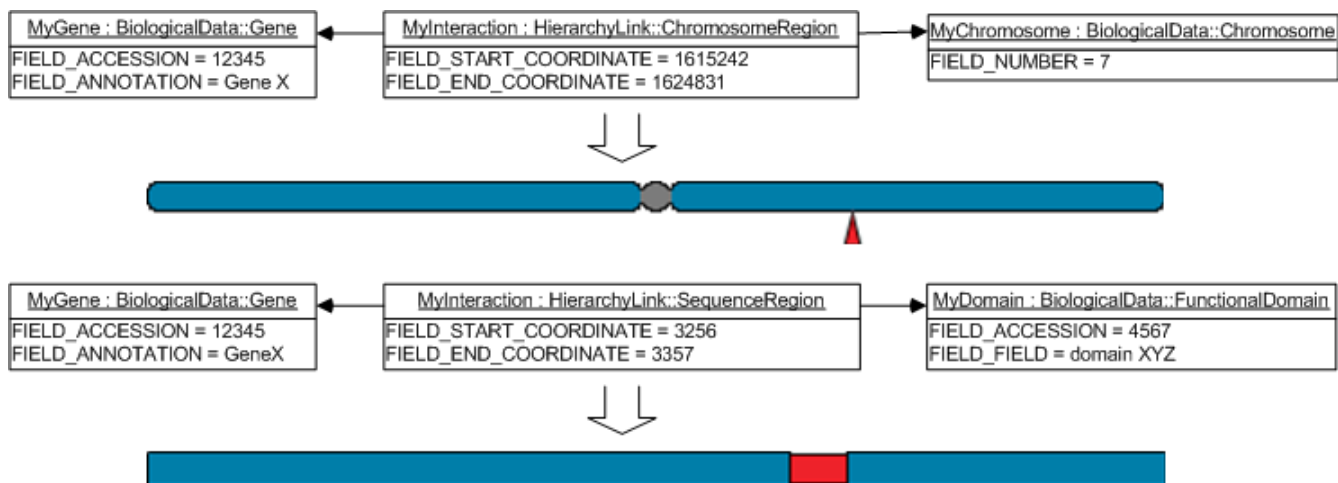 MyGene : BiologicalData::Gene
MyInteraction : HierarchyLink::ChromosomeRegion
MyChromosome : BiologicalData::Chromosome
FIELD_ACCESSION = 12345
FIELD_ANNOTATION = Gene X
FIELD_START_COORDINATE = 1615242
FIELD_END_COORDINATE = 1624831
FIELD_NUMBER = 7
MyGene : BiologicalData::Gene
MyInteraction : HierarchyLink::SequenceRegion
MyDomain : BiologicalData::FunctionalDomain
FIELD_ACCESSION = 12345
FIELD_ANNOTATION = GeneX
FIELD_START_COORDINATE = 3256
FIELD_END_COORDINATE = 3357
FIELD_ACCESSION = 4567
FIELD_FIELD = domain XYZ